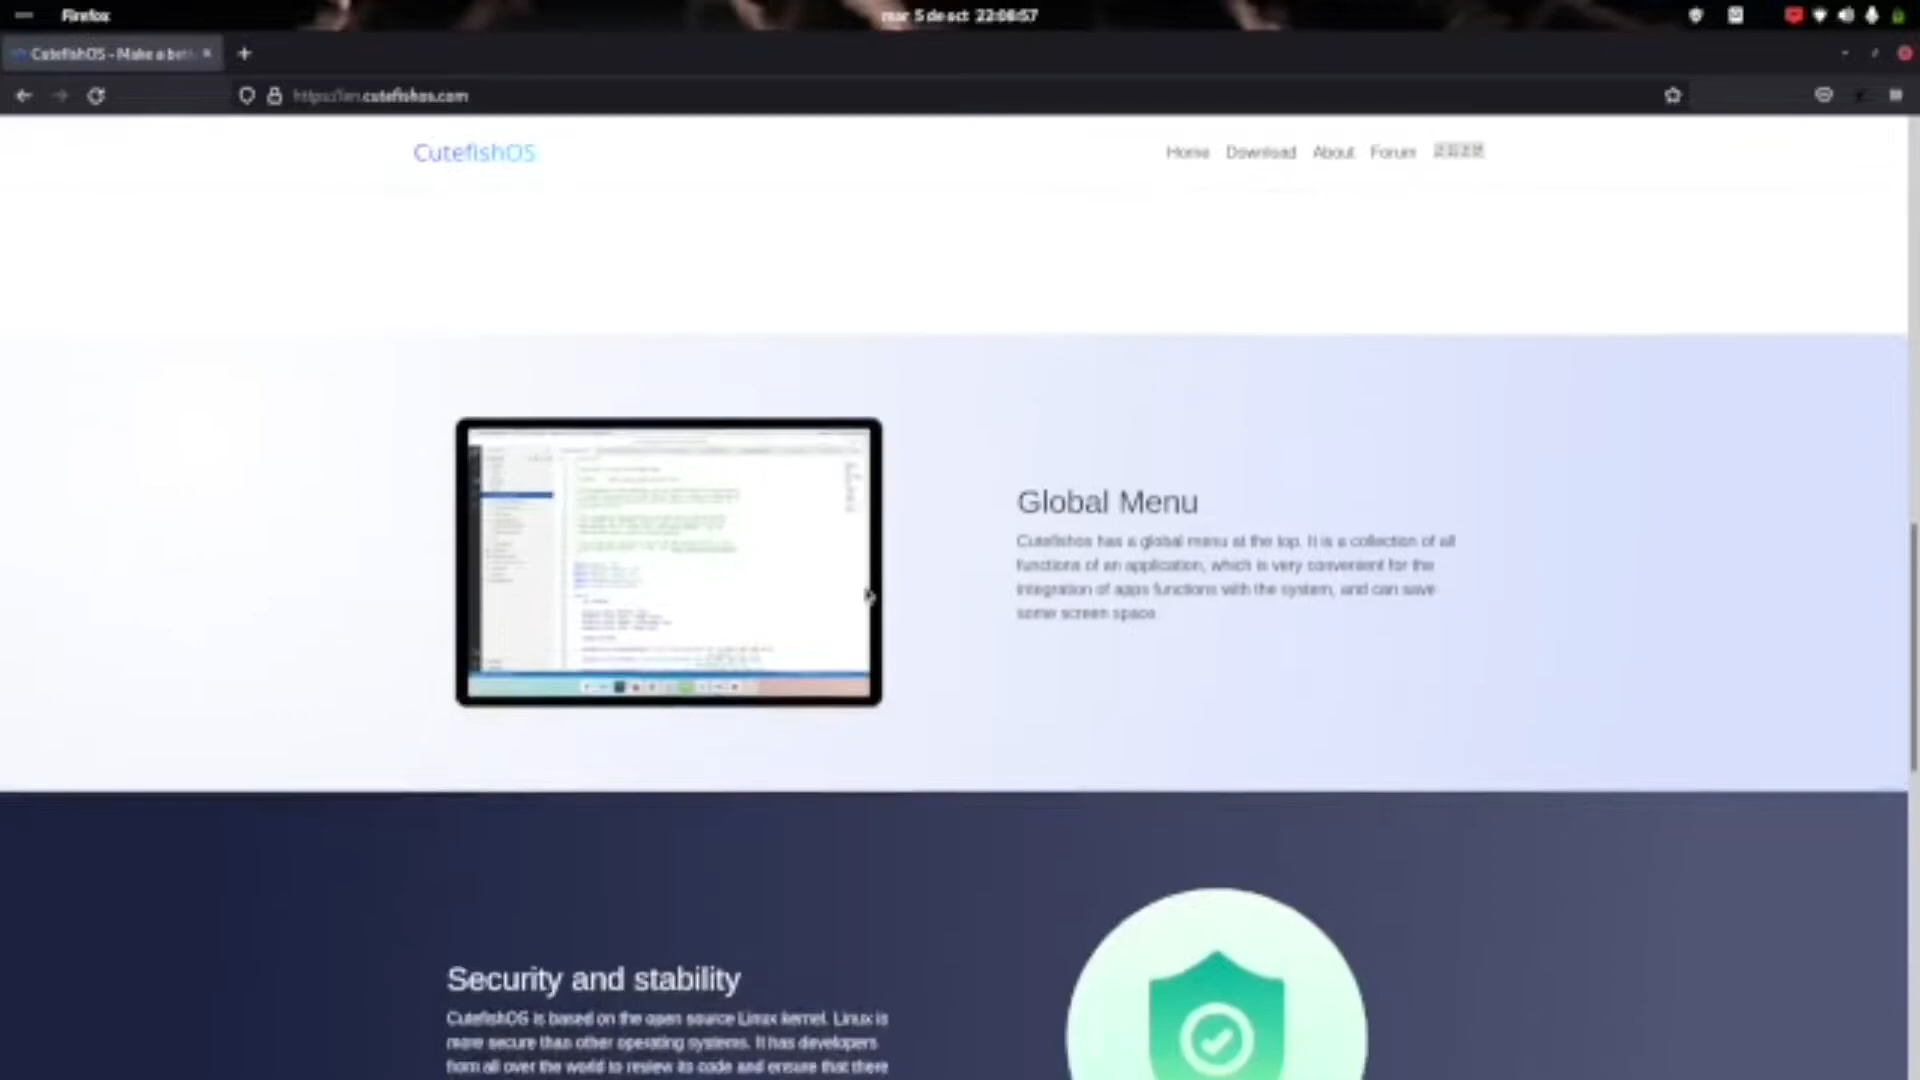 Firefox
mar 5 de oct 22:08:57
CutefishOS - Make a bet
https://en.cutefishos.com
CutefishOS
Home Download About Forum
Global Menu
Cutefishos has a global menu at the top. It is a collection of all
functions of an application, which is very convenient for the
integration of apps functions with the system, and can save
some screen space
Security and stability
CutefishOS is based on the open source Linux kernel. Linux is
more secure than other operating systems. It has developers
from all over the world to review its code and ensure that there